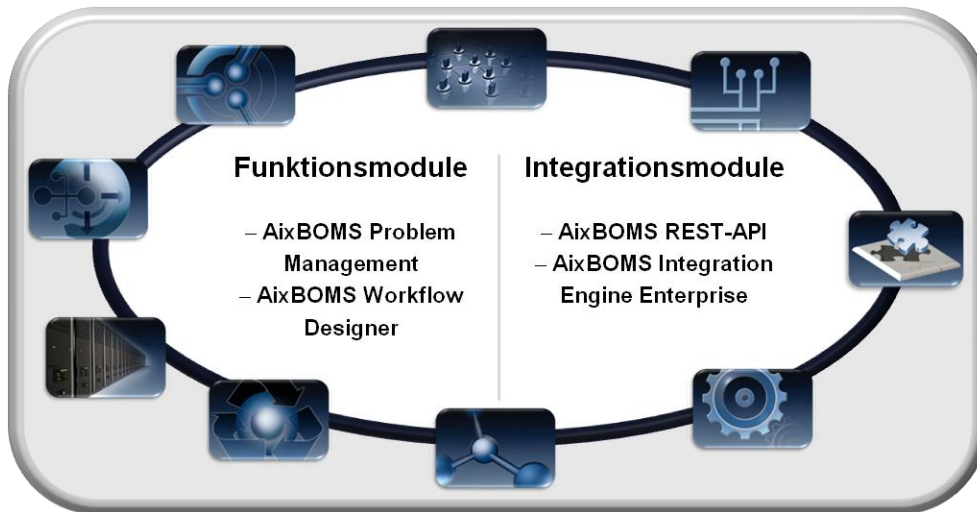 Funktionsmodule
– AixBOMS Problem
Management
– AixBOMS Workflow
Designer
Integrationsmodule
– AixBOMS REST-API
– AixBOMS Integration
Engine Enterprise